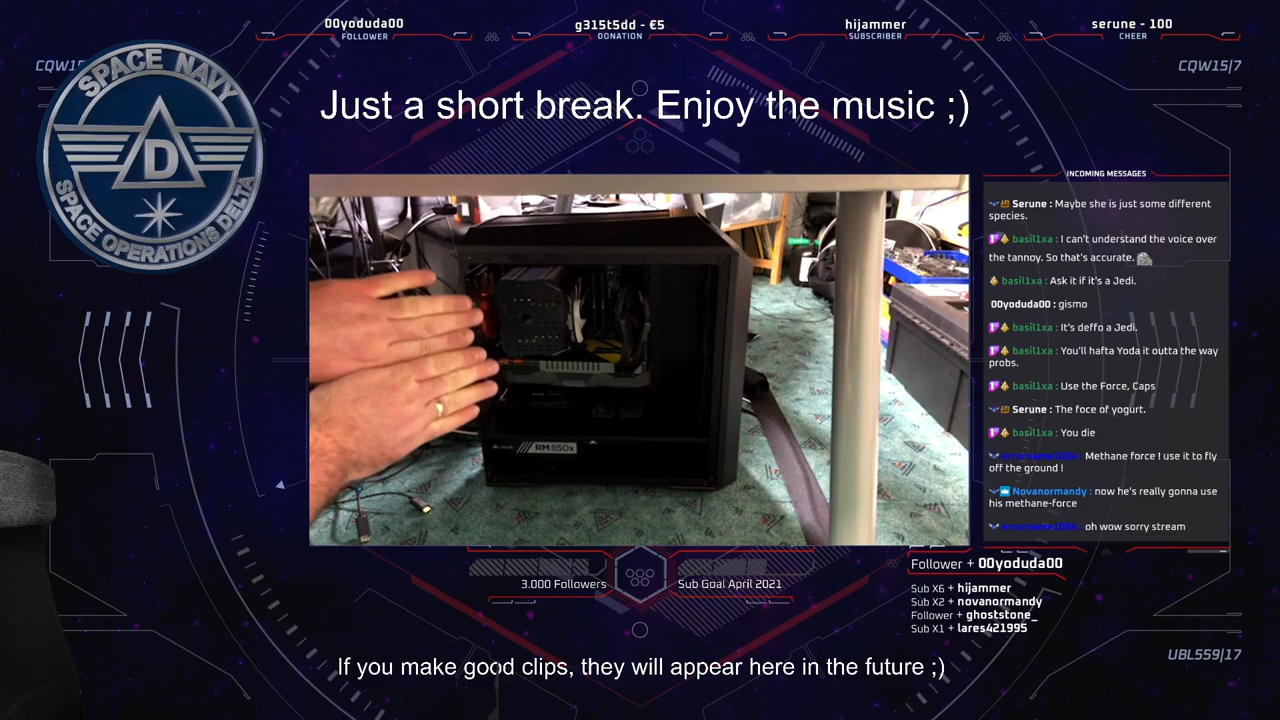 00yoduda00
FOLLOWER
g315t5dd - €5
DONATION
hijammer
SUBSCRIBER
serune - 100
CHEER
CQW15|7
SPACE NAVY
D
SPACE OPERATIONS DELTA
Just a short break. Enjoy the music ;)
INCOMING MESSAGES
Serune : Maybe she is just some different
species.
basil1xa : I can't understand the voice over
the tannoy. So that's accurate.
basil1xa : Ask it if it's a Jedi.
00yoduda00 : gismo
basil1xa : It's deffo a Jedi.
basil1xa : You'll hafta Yoda it outta the way
probs.
basil1xa : Use the Force, Caps
Serune : The foce of yogurt.
basil1xa : You die
errorname1004 : Methane force ! use it to fly
off the ground !
Novanormandy : now he's really gonna use
his methane-force
errorname1004 : oh wow sorry stream
RM850x
3.000 Followers
Sub Goal April 2021
Follower + 00yoduda00
Sub X6 + hijammer
Sub X2 + novanormandy
Follower + ghoststone_
Sub X1 + lares421995
UBL559|17
If you make good clips, they will appear here in the future ;)